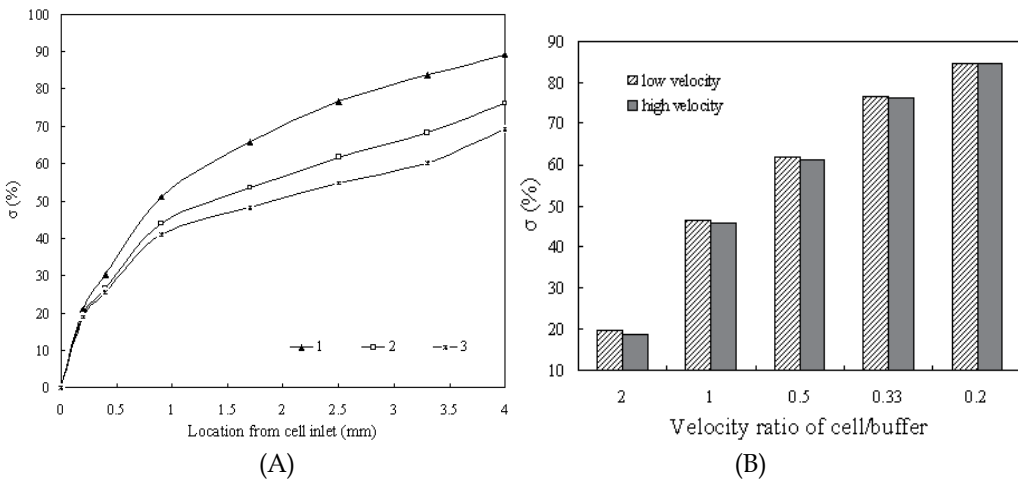 100
90
80
70
60
50
40
30
20
10
0
σ (%)
0 0.5 1 1.5 2 2.5 3 3.5 4
Location from cell inlet (mm)
1 2 3
(A)
90
80
70
60
50
40
30
20
10
σ (%)
low velocity
high velocity
2 1 0.5 0.33 0.2
Velocity ratio of cell/buffer
(B)